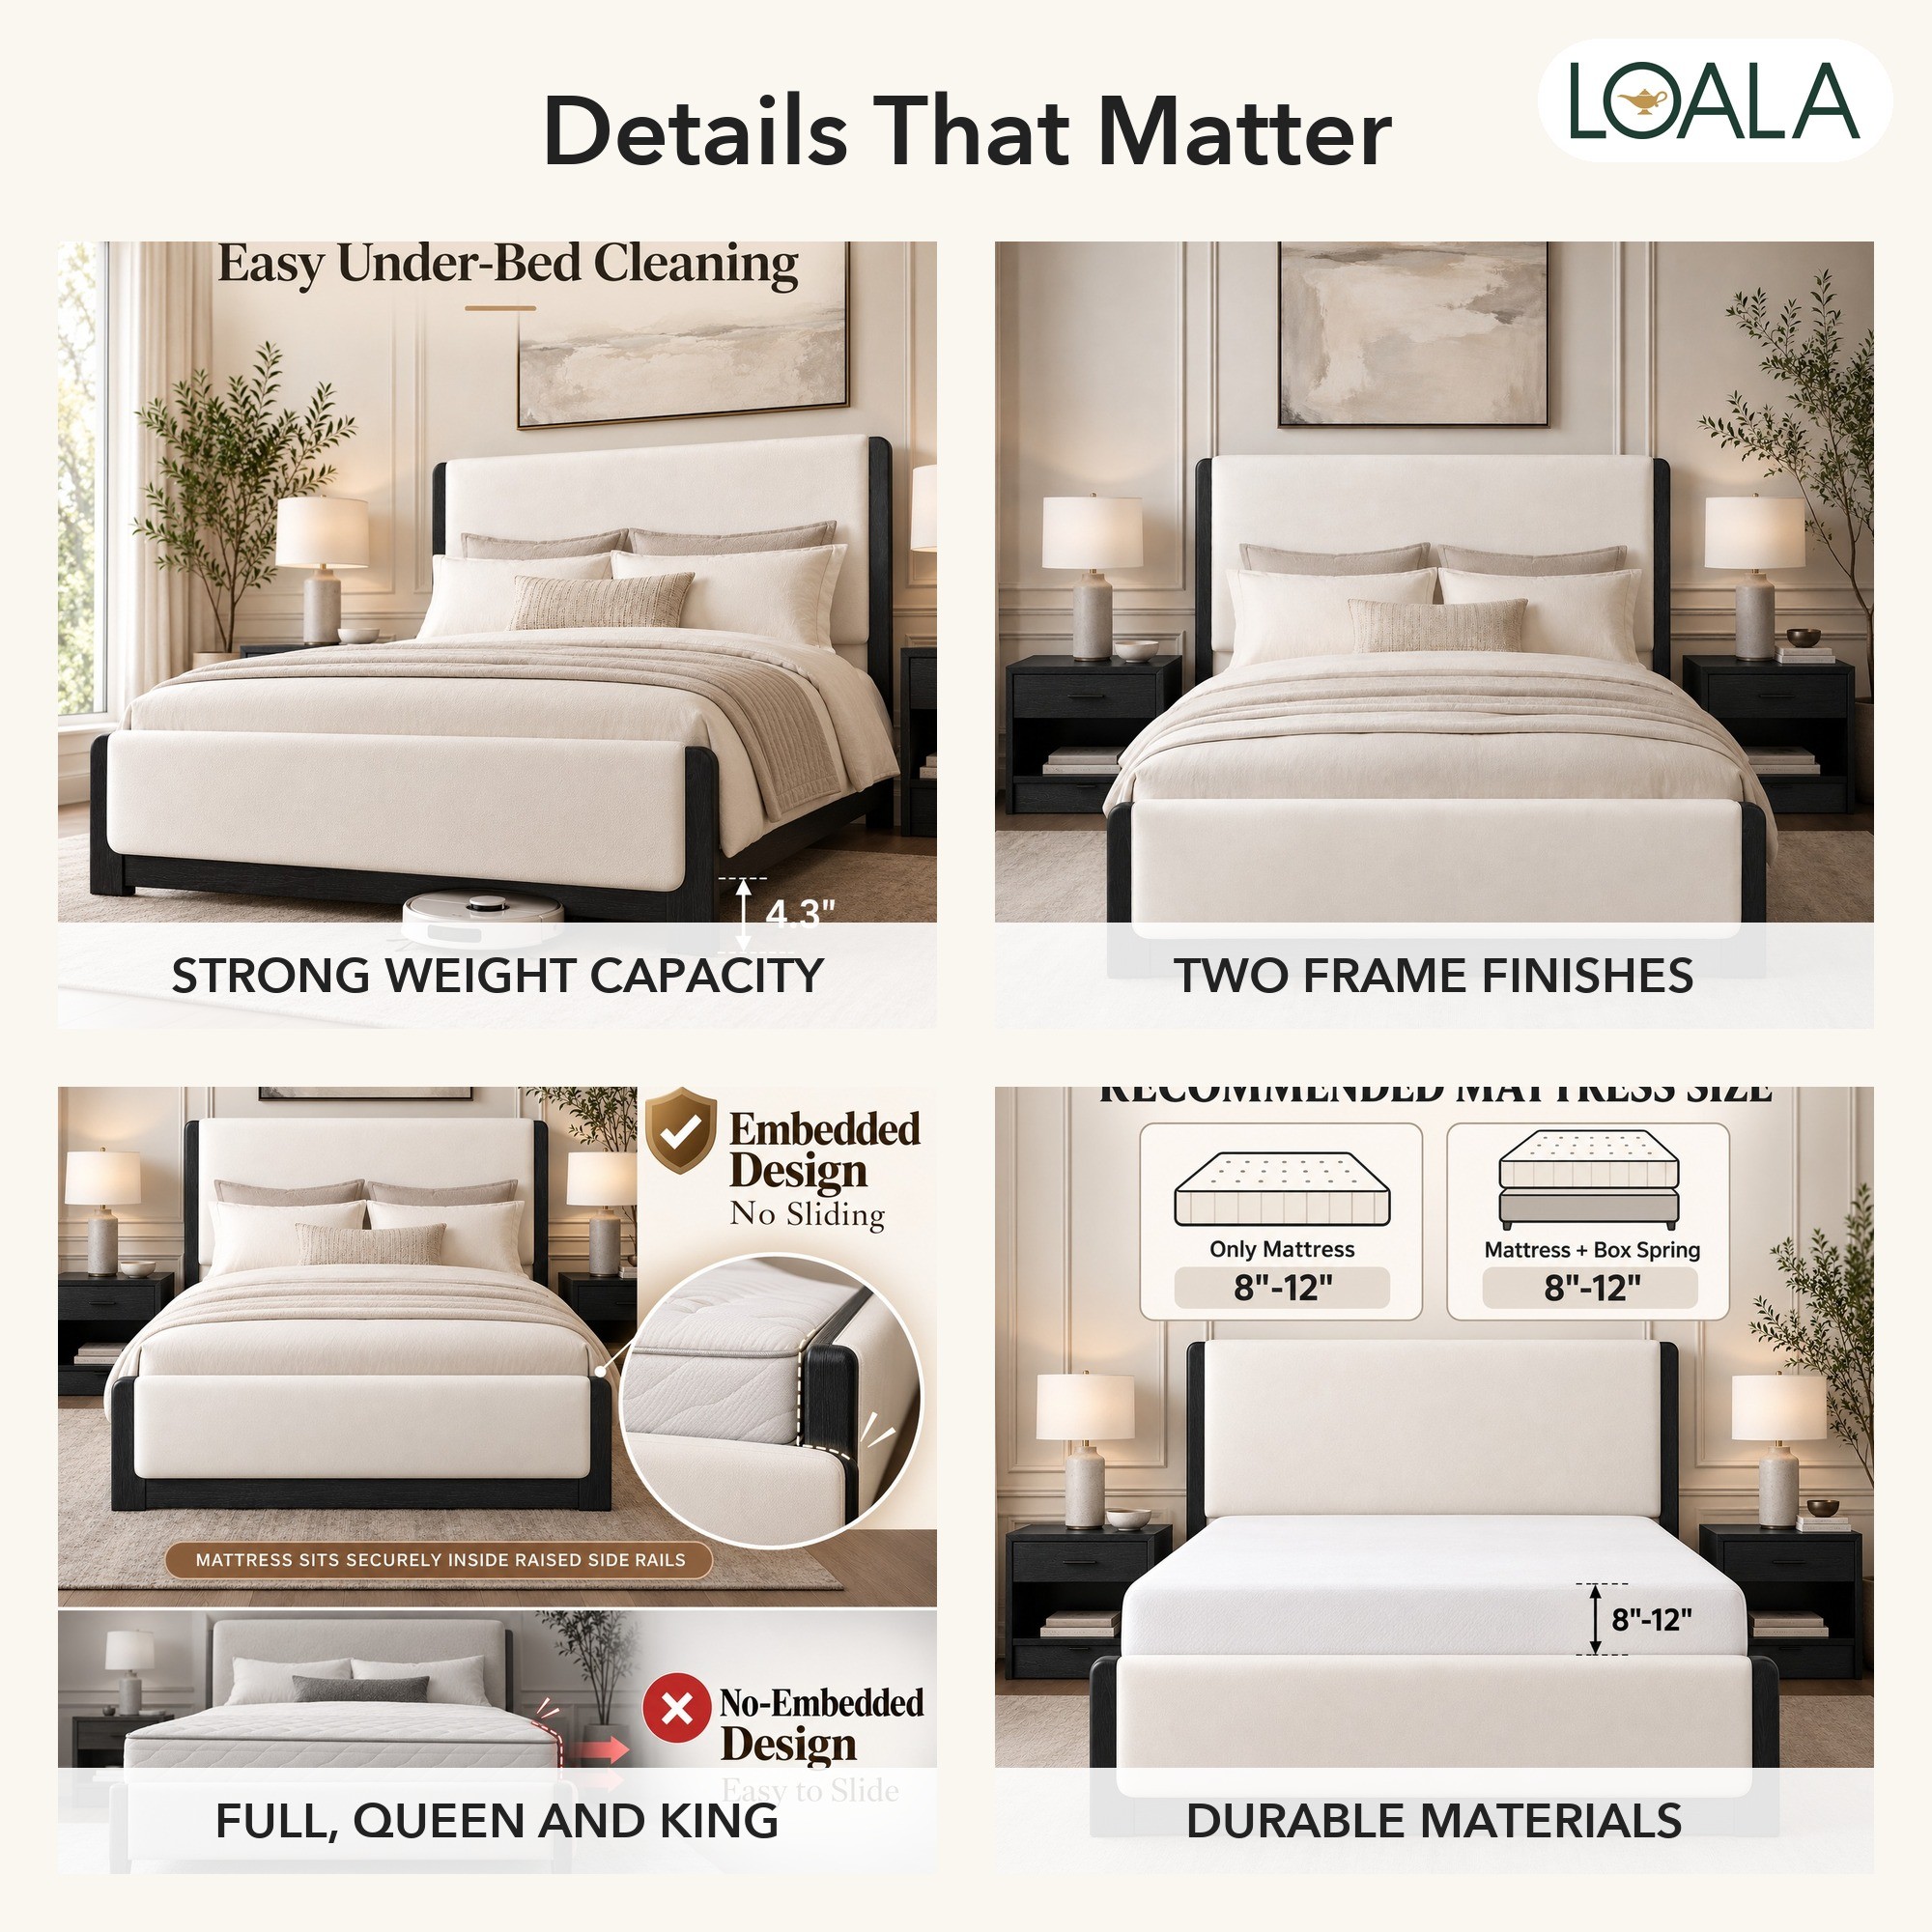 LOALA
Details That Matter
Easy Under-Bed Cleaning
4.3"
STRONG WEIGHT CAPACITY
TWO FRAME FINISHES
Embedded
Design
No Sliding
MATTRESS SITS SECURELY INSIDE RAISED SIDE RAILS
No-Embedded
Design
Easy to Slide
FULL, QUEEN AND KING
RECOMMENDED MATTRESS SIZE
Only Mattress
8"-12"
Mattress + Box Spring
8"-12"
8"-12"
DURABLE MATERIALS